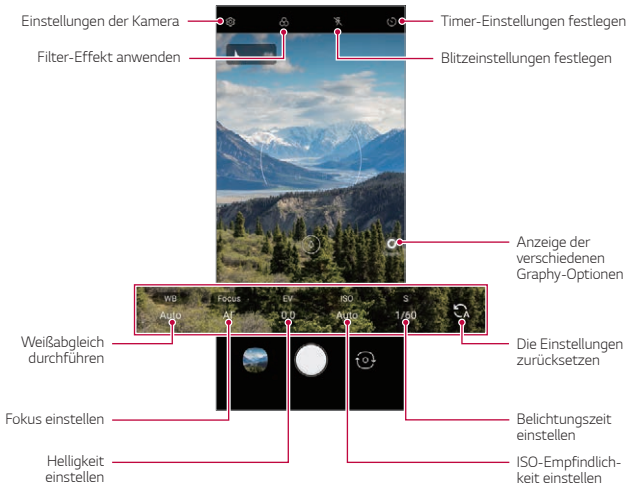 Einstellungen der Kamera
Timer-Einstellungen festlegen
Filter-Effekt anwenden
Blitzeinstellungen festlegen
Anzeige der
verschiedenen
Graphy-Optionen
WB Focus EV ISO S
Auto AF 0.0 Auto 1/60
A
Weißabgleich
durchführen
Die Einstellungen
zurücksetzen
Fokus einstellen
Belichtungszeit
einstellen
Helligkeit
einstellen
ISO-Empfindlich-
keit einstellen